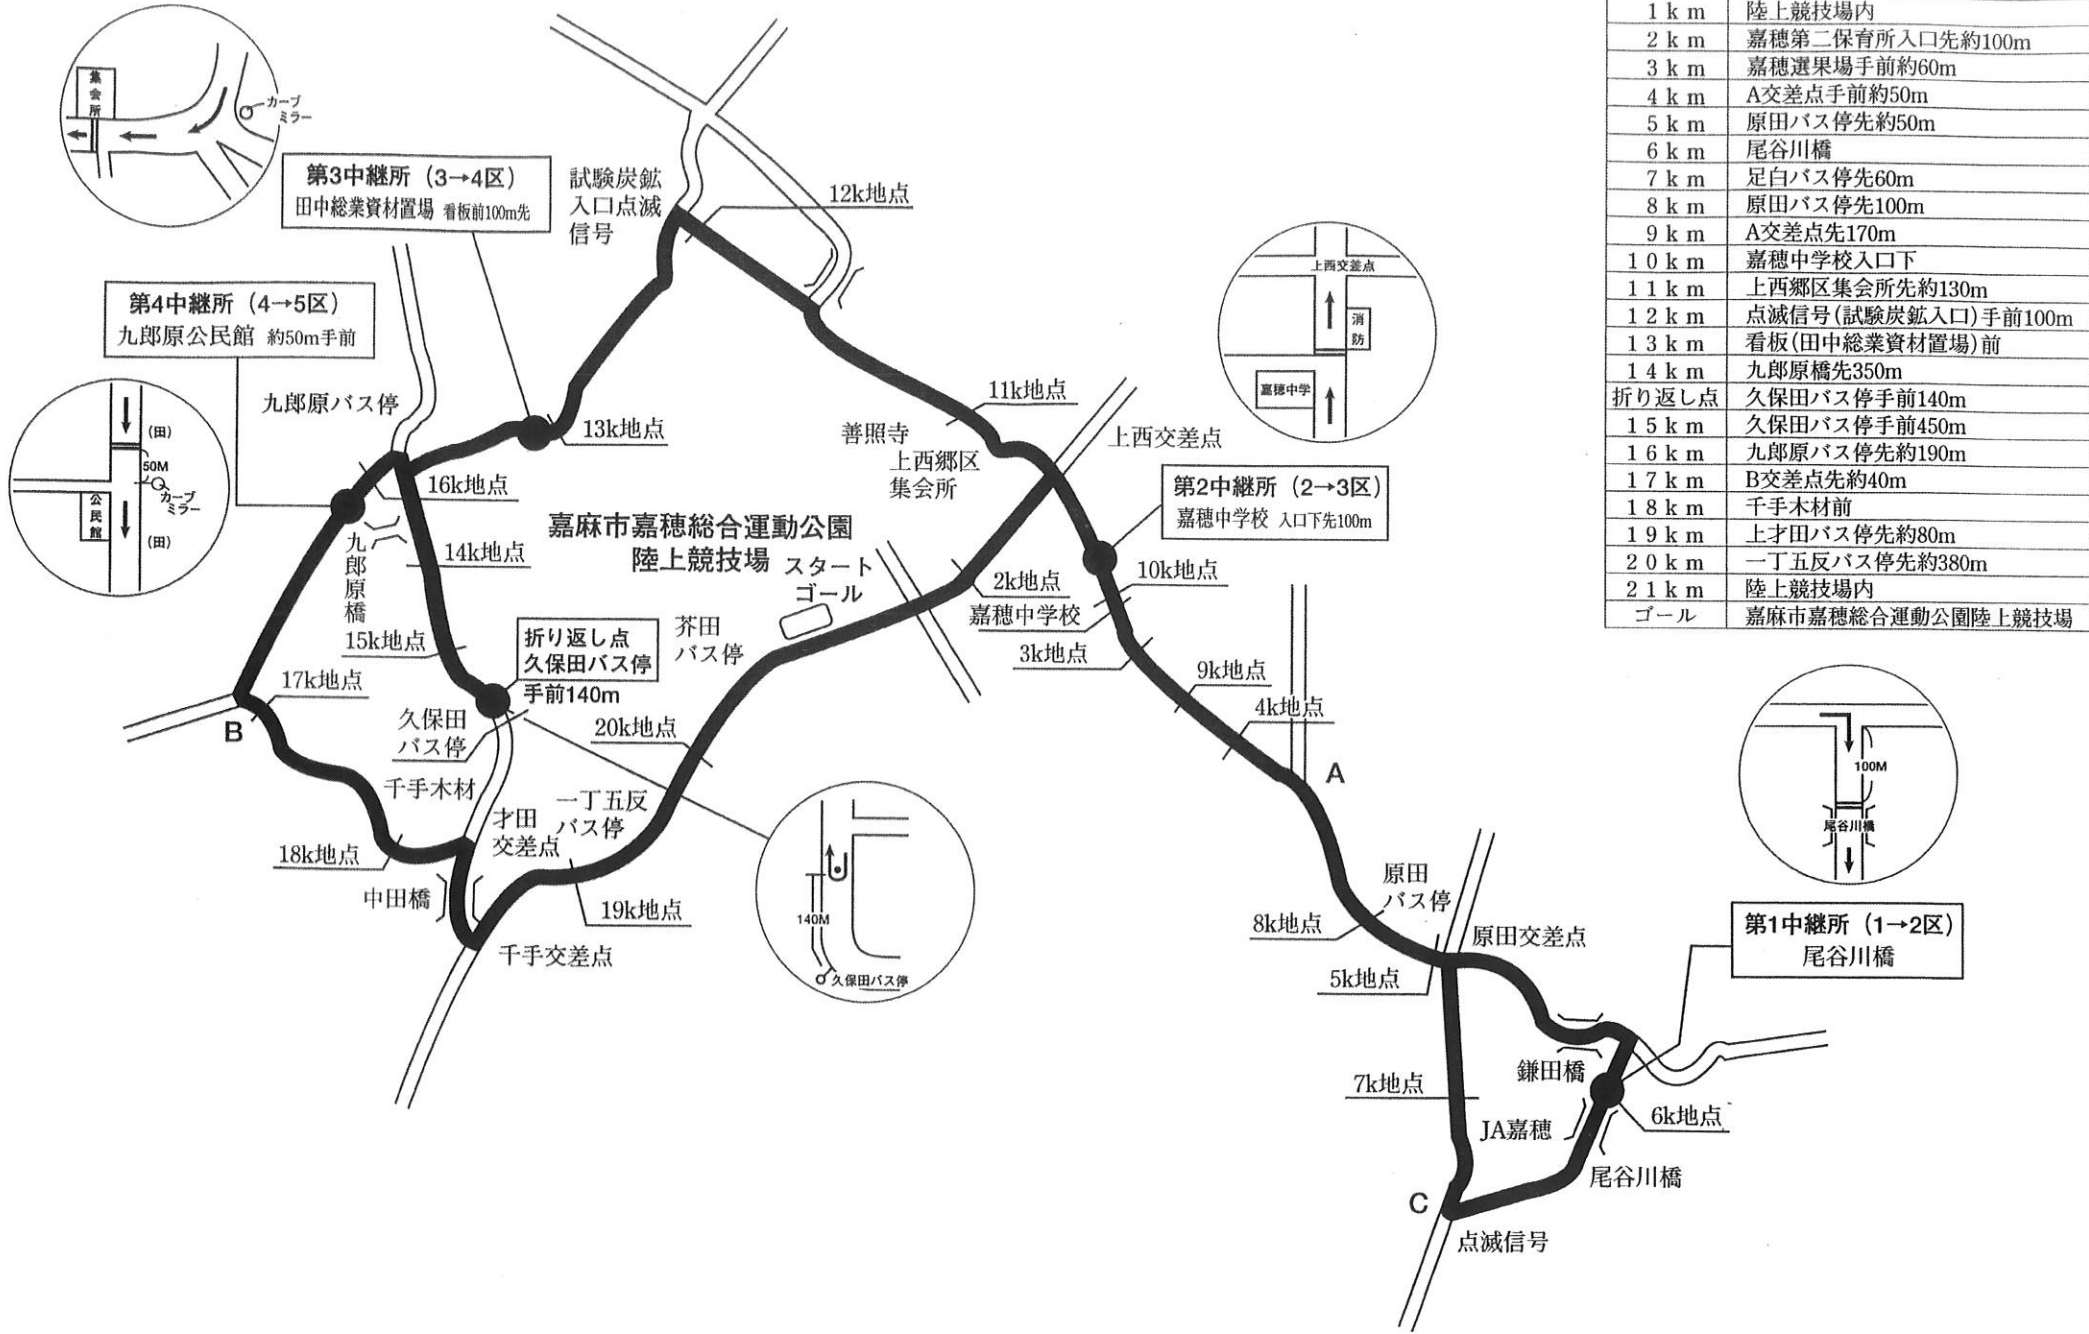 1km 陸上競技場内
2km 嘉穂第二保育所入口先約100m
3km 嘉穂選果場手前約60m
4km A交差点手前約50m
5km 原田バス停先約50m
6km 尾谷川橋
7km 足白バス停先60m
8km 原田バス停先100m
9km A交差点先170m
10km 嘉穂中学校入口下
11km 上西郷区集会所先約130m
12km 点滅信号(試験炭鉱入口)手前100m
13km 看板(田中総業資材置場)前
14km 九郎原橋先350m
折り返し点 久保田バス停手前140m
15km 久保田バス停手前450m
16km 九郎原バス停先約190m
17km B交差点先約40m
18km 千手木材前
19km 上才田バス停先約80m
20km 一丁五反バス停先約380m
21km 陸上競技場内
ゴール 嘉麻市嘉穂総合運動公園陸上競技場
集会所
カーブ
ミラー
第3中継所(3→4区)
田中総業資材置場 看板前100m先
試験炭鉱
入口点滅
信号
12k地点
第4中継所(4→5区)
九郎原公民館 約50m手前
九郎原バス停
13k地点
11k地点
善照寺
上西郷区
集会所
上西交差点
上西交差点
消防
嘉穂中学
(田)
50M
カーブ
ミラー
公民館
(田)
16k地点
第2中継所(2→3区)
嘉穂中学校 入口下先100m
嘉麻市嘉穂総合運動公園
陸上競技場
スタート
ゴール
九郎原橋
14k地点
2k地点
10k地点
嘉穂中学校
15k地点
折り返し点
久保田バス停
手前140m
芥田
バス停
3k地点
9k地点
17k地点
4k地点
B
久保田
バス停
20k地点
A
100M
尾谷川橋
千手木材
才田
交差点
一丁五反
バス停
18k地点
中田橋
19k地点
千手交差点
140M
久保田バス停
原田
バス停
8k地点
原田交差点
5k地点
第1中継所(1→2区)
尾谷川橋
鎌田橋
7k地点
JA嘉穂
6k地点
尾谷川橋
C
点滅信号